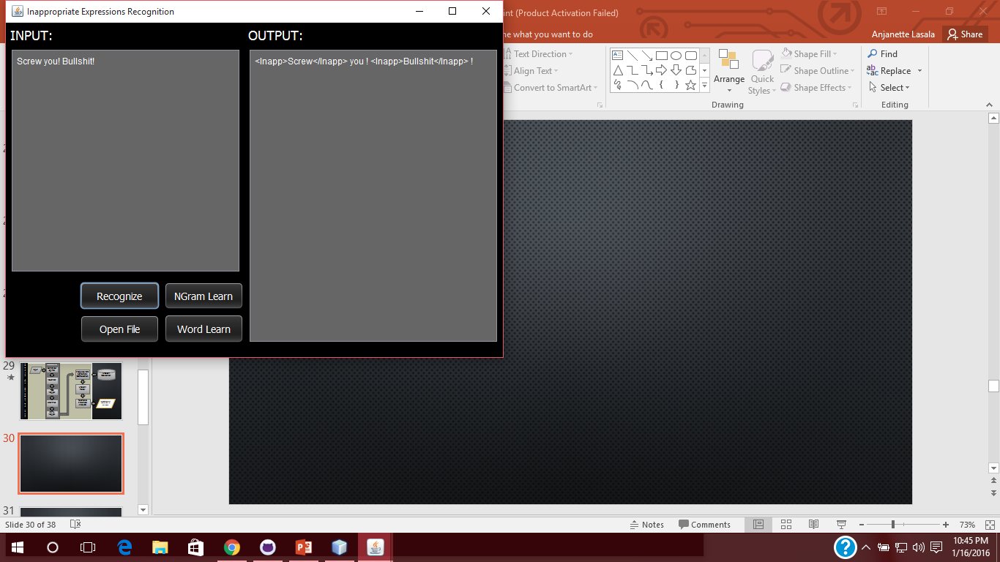 Inappropriate Expressions Recognition
int (Product Activation Failed)
INPUT:
OUTPUT:
me what you want to do
Anjanette Lasala
Share
Screw you! Bullshit!
<Inapp>Screw</Inapp> you ! <Inapp>Bullshit</Inapp> !
Text Direction
Align Text
Convert to SmartArt
Arrange
Quick
Styles
Shape Fill
Shape Outline
Shape Effects
Drawing
Find
Replace
Select
Editing
Recognize
NGram Learn
Open File
Word Learn
29
30
31
Slide 30 of 38
Notes
Comments
73%
10:45 PM
1/16/2016